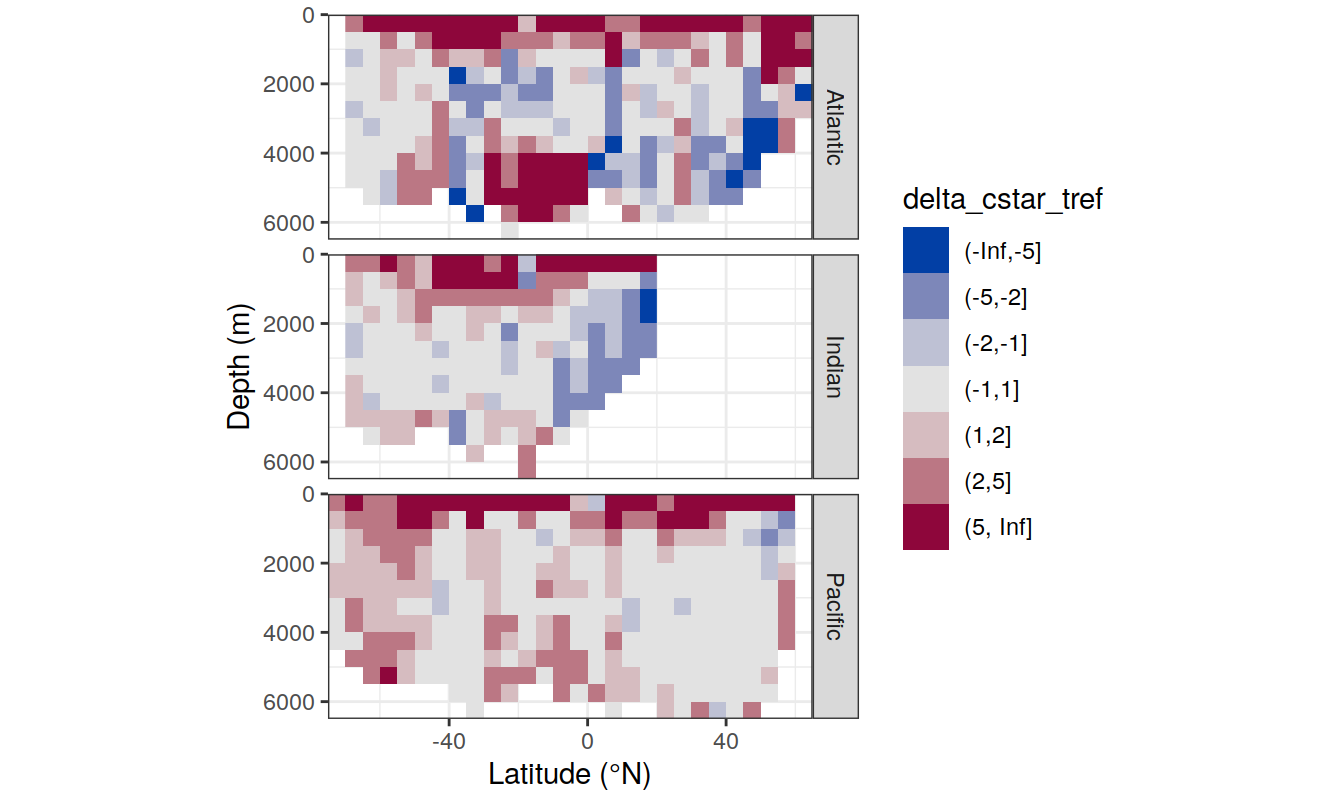 0
2000
4000
6000
Atlantic
0
2000
4000
6000
Indian
0
2000
4000
6000
Pacific
-40 0 40
Latitude (°N)
Depth (m)
delta_cstar_tref
(-Inf,-5]
(-5,-2]
(-2,-1]
(-1,1]
(1,2]
(2,5]
(5, Inf]